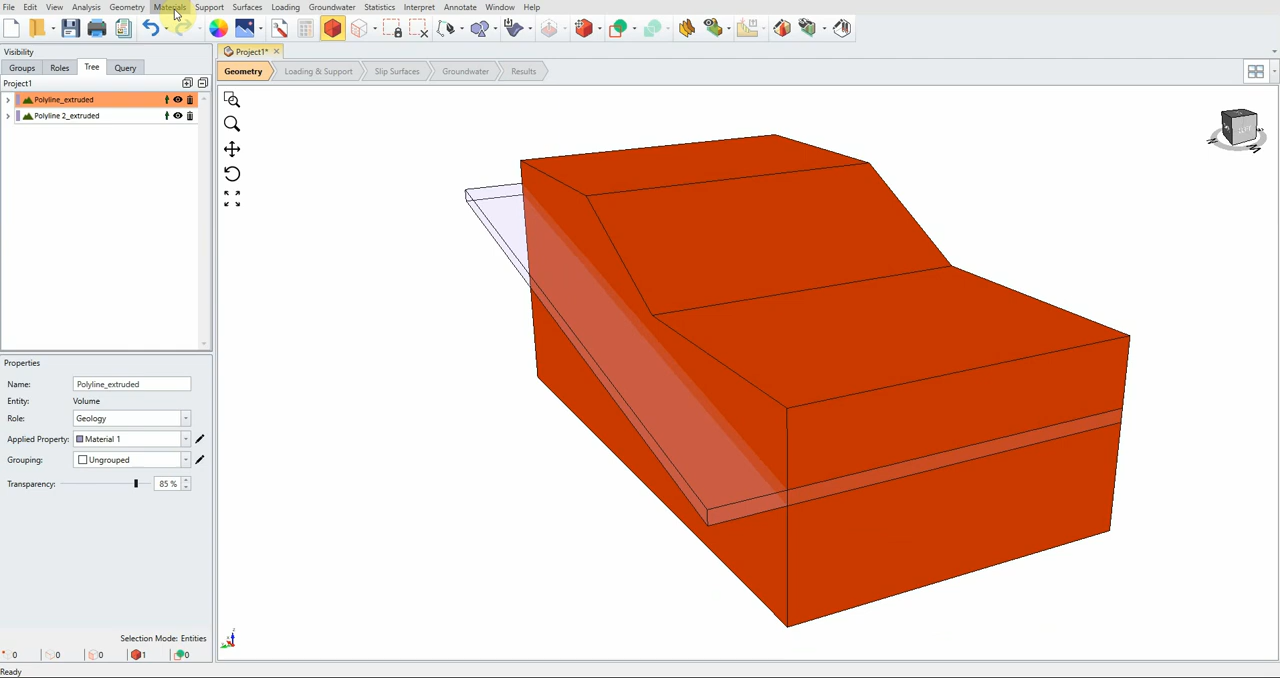 File Edit View Analysis Geometry Materials Support Surfaces Loading Groundwater Statistics Interpret Annotate Window Help
Visibility
Project1*
Groups Roles Tree Query
Geometry Loading & Support Slip Surfaces Groundwater Results
Project1
Polyline_extruded
Polyline 2_extruded
Properties
Name: Polyline_extruded
Entity: Volume
Role: Geology
Applied Property: Material 1
Grouping: Ungrouped
Transparency: 85 %
Selection Mode: Entities
0 0 0 1 0
Ready